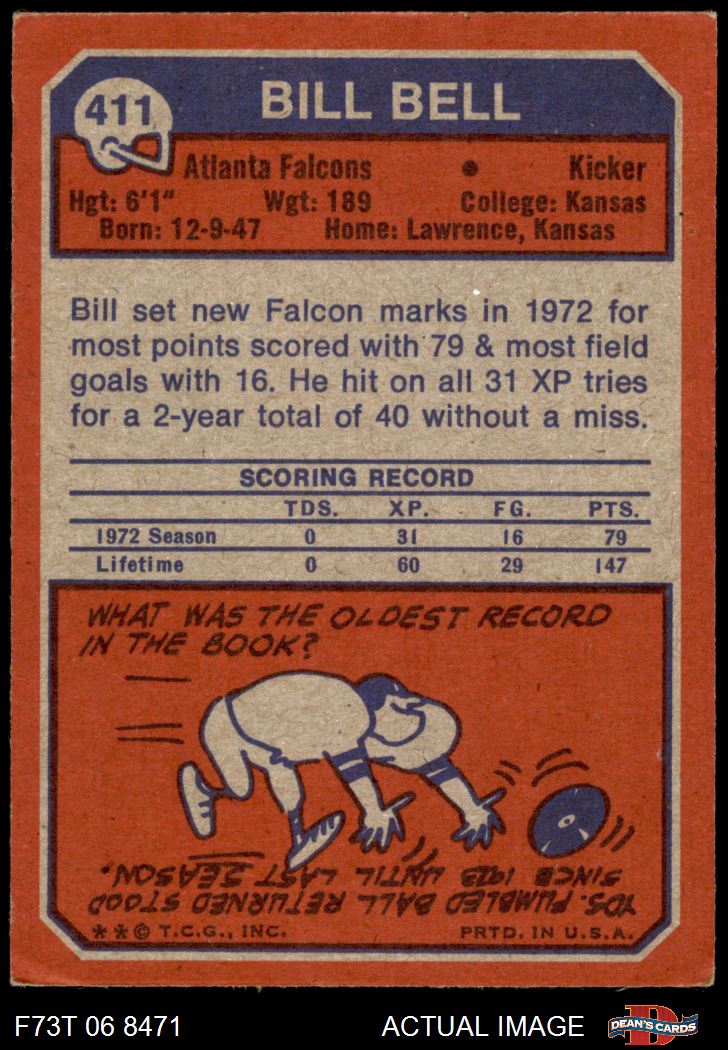 411
BILL BELL
Atlanta Falcons • Kicker
Hgt: 6'1" Wgt: 189 College: Kansas
Born: 12-9-47 Home: Lawrence, Kansas
Bill set new Falcon marks in 1972 for
most points scored with 79 & most field
goals with 16. He hit on all 31 XP tries
for a 2-year total of 40 without a miss.
SCORING RECORD
TDS. XP. FG. PTS.
1972 Season 0 31 16 79
Lifetime 0 60 29 147
WHAT WAS THE OLDEST RECORD
IN THE BOOK?
YDS. FUMBLED BALL RETURNED STOOD
SINCE 1923 UNTIL LAST SEASON.
**© T.C.G., INC. PRTD. IN U.S.A.
F73T 06 8471 ACTUAL IMAGE
D
DEAN'S CARDS